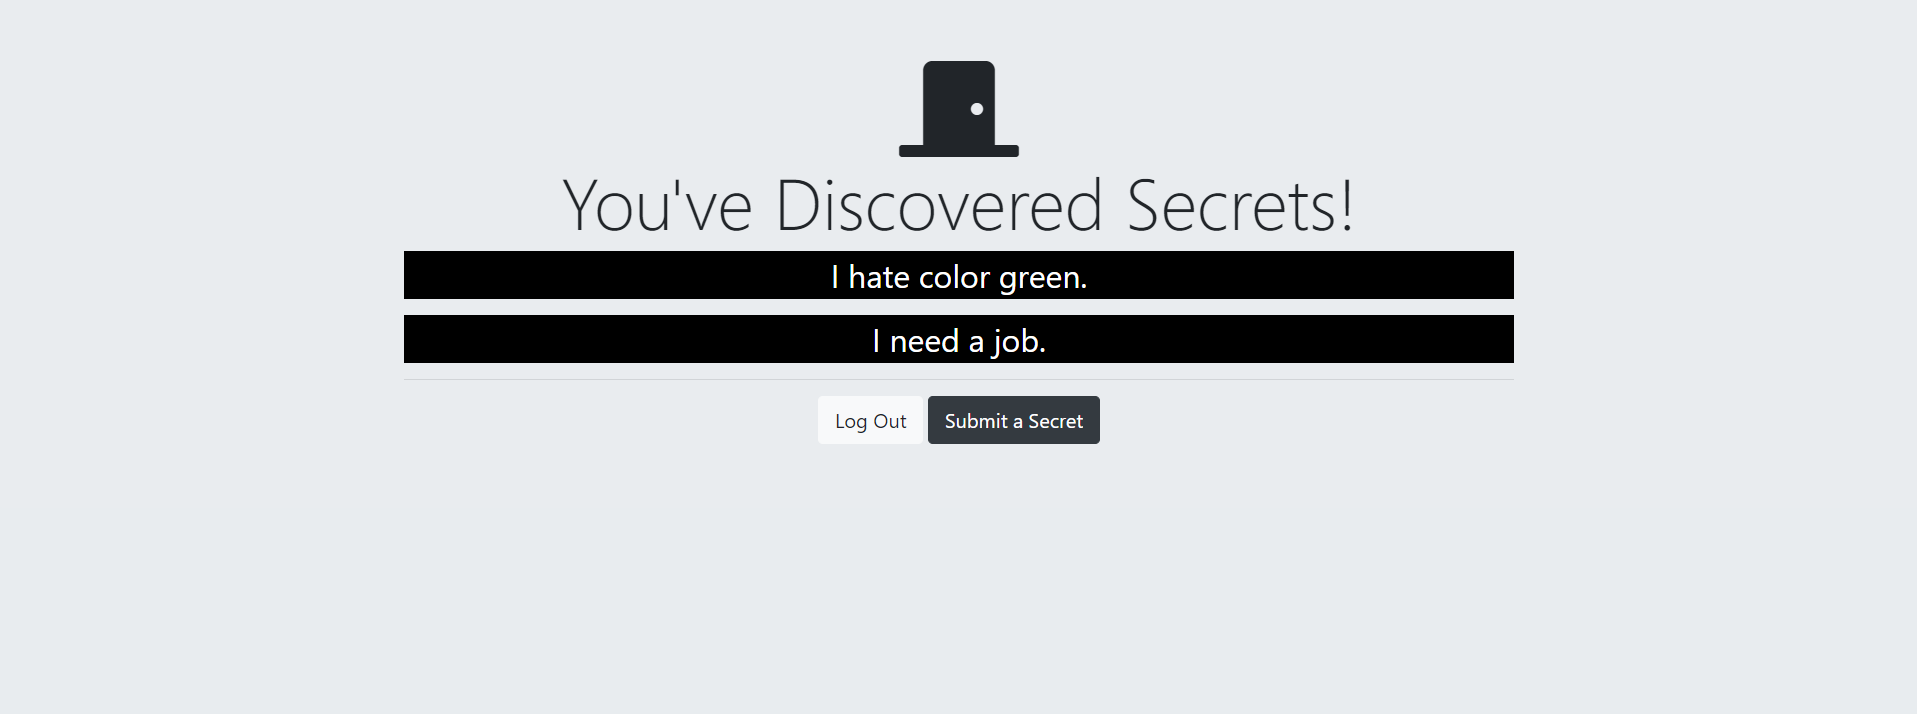 You've Discovered Secrets!
I hate color green.
I need a job.
Log Out Submit a Secret